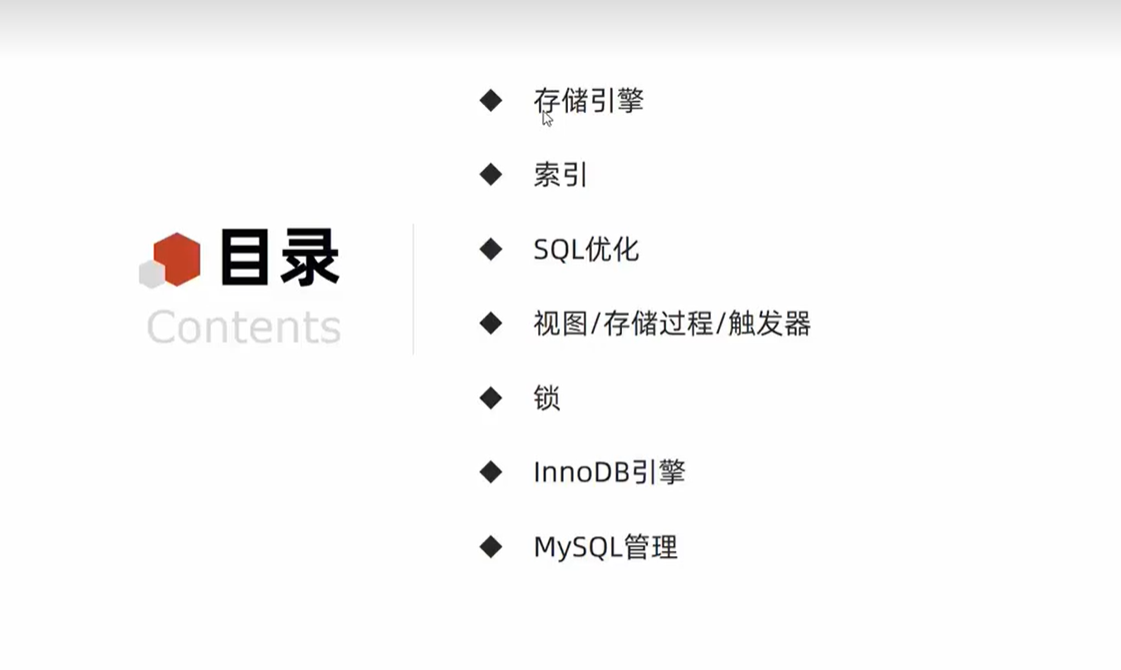 目录
Contents
存储引擎
索引
SQL优化
视图/存储过程/触发器
锁
InnoDB引擎
MySQL管理